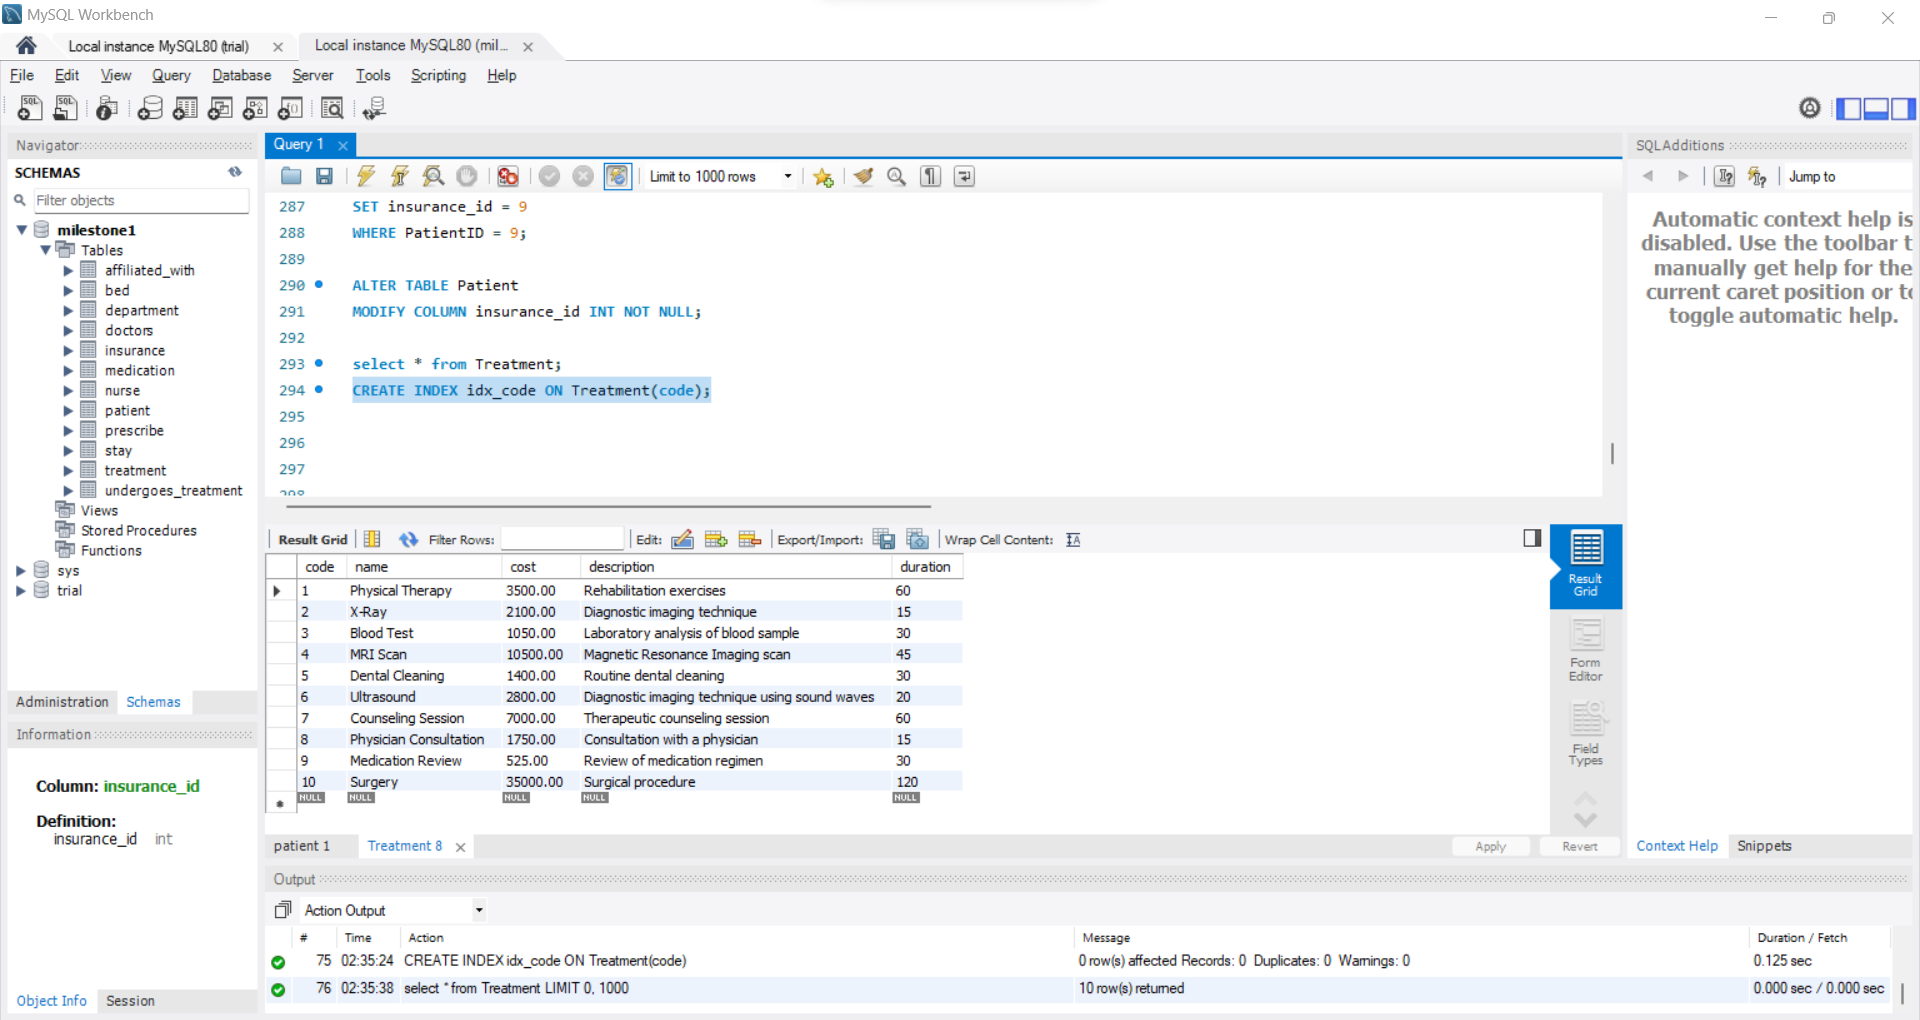 MySQL Workbench
Local instance MySQL80 (trial)
Local instance MySQL80 (mil...
File Edit View Query Database Server Tools Scripting Help
Navigator
SCHEMAS
Filter objects
milestone1
Tables
affiliated_with
bed
department
doctors
insurance
medication
nurse
patient
prescribe
stay
treatment
undergoes_treatment
Views
Stored Procedures
Functions
sys
trial
Administration Schemas
Information
Column: insurance_id
Definition:
insurance_id int
Object Info Session
Query 1
Limit to 1000 rows
287 SET insurance_id = 9
288 WHERE PatientID = 9;
289
290 ALTER TABLE Patient
291 MODIFY COLUMN insurance_id INT NOT NULL;
292
293 select * from Treatment;
294 CREATE INDEX idx_code ON Treatment(code);
295
296
297
298
Result Grid Filter Rows: Edit: Export/Import: Wrap Cell Content:
code name cost description duration
1 Physical Therapy 3500.00 Rehabilitation exercises 60
2 X-Ray 2100.00 Diagnostic imaging technique 15
3 Blood Test 1050.00 Laboratory analysis of blood sample 30
4 MRI Scan 10500.00 Magnetic Resonance Imaging scan 45
5 Dental Cleaning 1400.00 Routine dental cleaning 30
6 Ultrasound 2800.00 Diagnostic imaging technique using sound waves 20
7 Counseling Session 7000.00 Therapeutic counseling session 60
8 Physician Consultation 1750.00 Consultation with a physician 15
9 Medication Review 525.00 Review of medication regimen 30
10 Surgery 35000.00 Surgical procedure 120
NULL NULL NULL NULL NULL
Result
Grid
Form
Editor
Field
Types
patient 1 Treatment 8
Apply Revert
SQLAdditions
Jump to
Automatic context help is
disabled. Use the toolbar t
manually get help for the
current caret position or to
toggle automatic help.
Context Help Snippets
Output
Action Output
# Time Action Message Duration / Fetch
75 02:35:24 CREATE INDEX idx_code ON Treatment(code) 0 row(s) affected Records: 0 Duplicates: 0 Warnings: 0 0.125 sec
76 02:35:38 select * from Treatment LIMIT 0, 1000 10 row(s) returned 0.000 sec / 0.000 sec